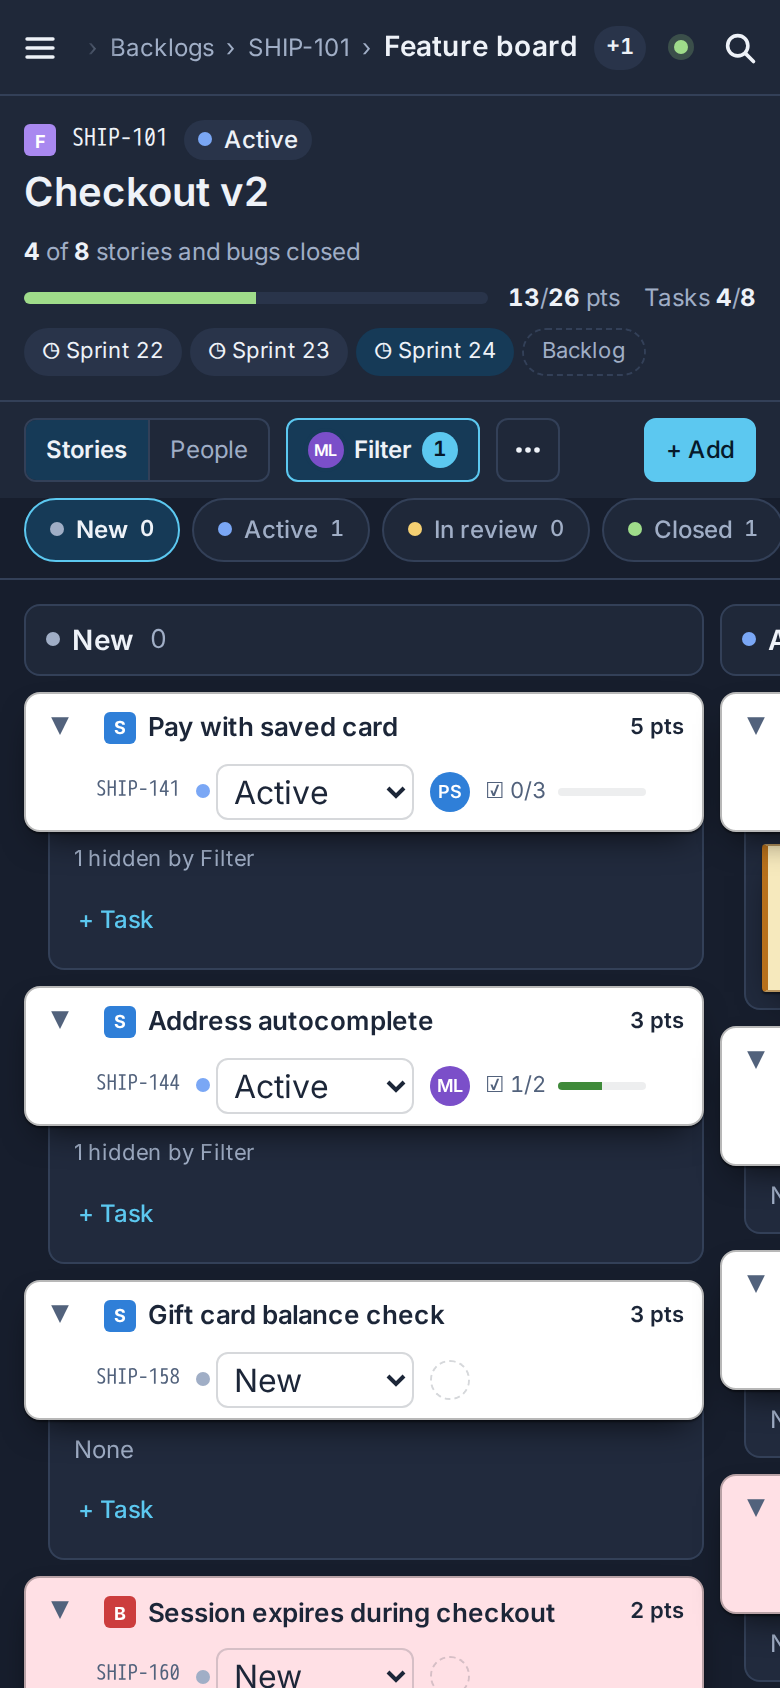 › Backlogs › SHIP-101 › Feature board +1
F SHIP-101 Active
Checkout v2
4 of 8 stories and bugs closed
13/26 pts Tasks 4/8
Sprint 22 Sprint 23 Sprint 24 Backlog
Stories People ML Filter 1 ••• + Add
New 0 Active 1 In review 0 Closed 1
New 0
S Pay with saved card 5 pts
SHIP-141 Active PS ☑ 0/3
1 hidden by Filter
+ Task
S Address autocomplete 3 pts
SHIP-144 Active ML ☑ 1/2
1 hidden by Filter
+ Task
S Gift card balance check 3 pts
SHIP-158 New
None
+ Task
B Session expires during checkout 2 pts
SHIP-160 New